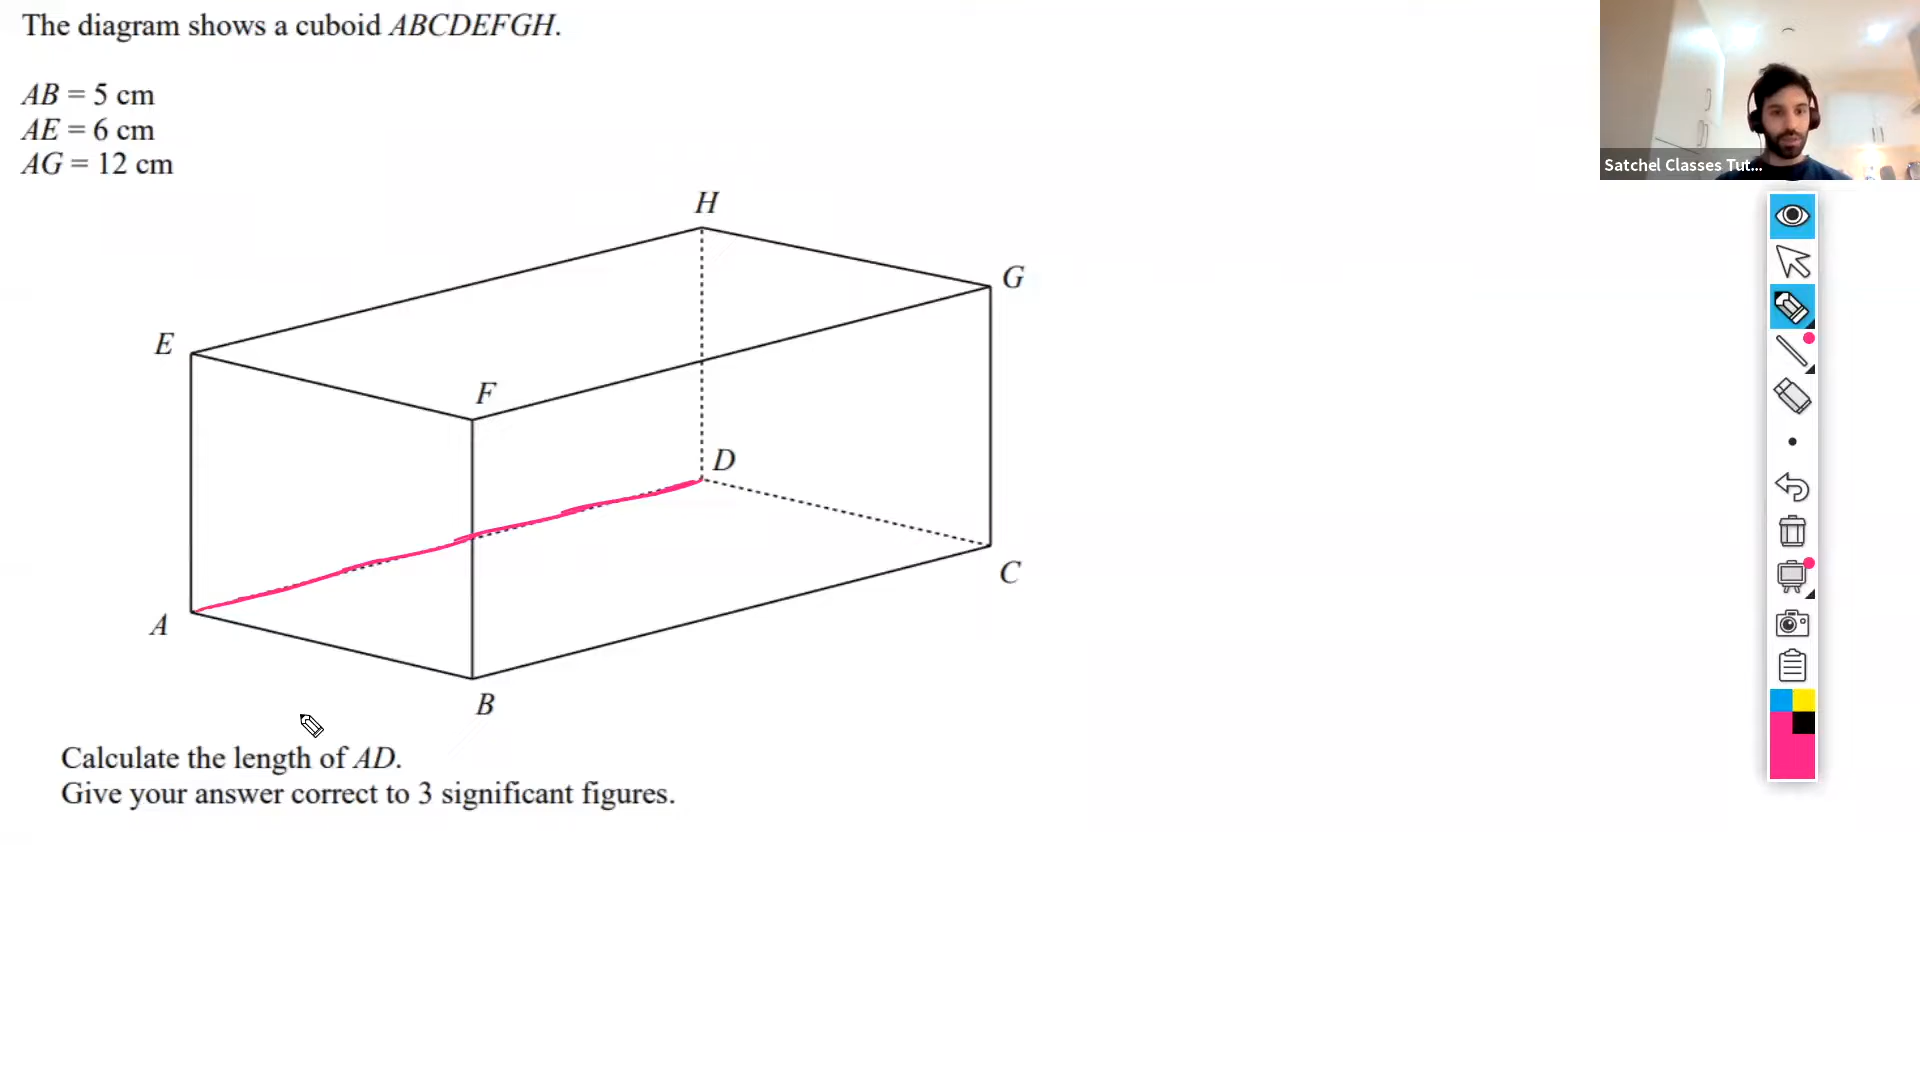 The diagram shows a cuboid ABCDEFGH.
AB = 5 cm
AE = 6 cm
AG = 12 cm
H
G
E
F
D
C
A
B
Calculate the length of AD.
Give your answer correct to 3 significant figures.
Satchel Classes Tut...